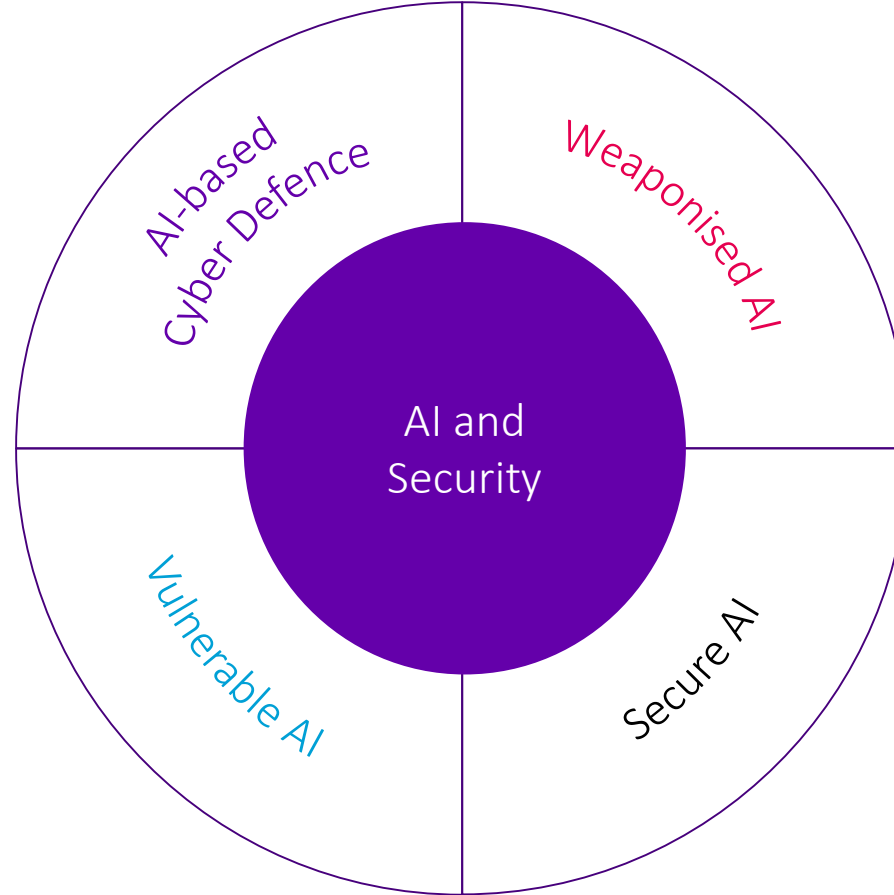 AI-based
Cyber Defence
Weaponised AI
AI and
Security
Vulnerable AI
Secure AI